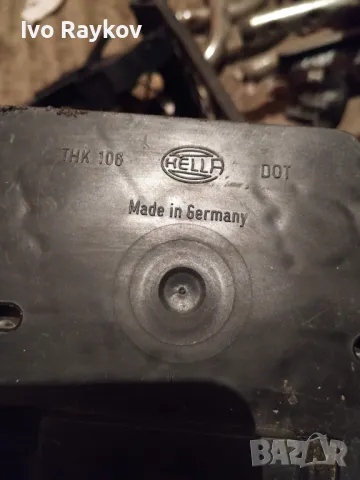 Ivo Raykov
THK 106 HELLA DOT
Made in Germany
BAZAR